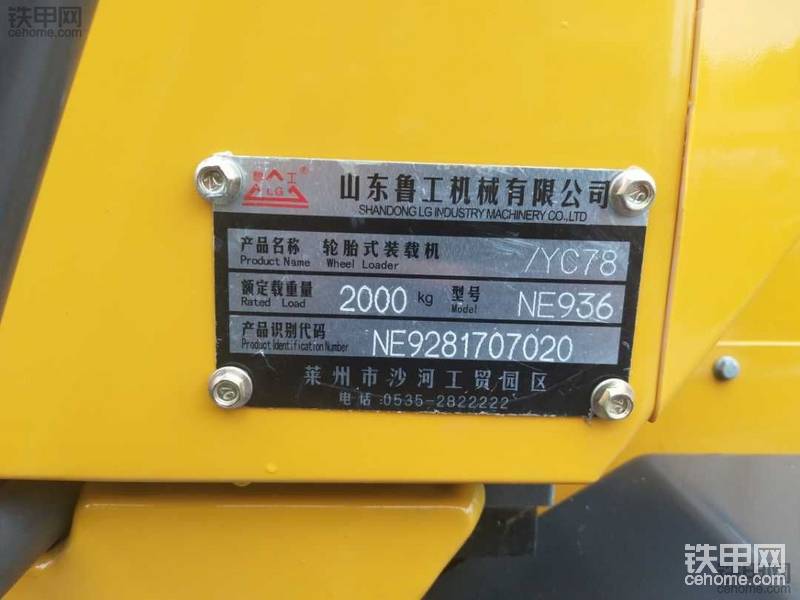 铁甲网
cehome.com
鲁 工 ®
LG
山东鲁工机械有限公司
SHANDONG LG INDUSTRY MACHINERY CO.,LTD
产品名称 轮胎式装载机 /YC78
Product Name Wheel Loader
额定载重量 2000 kg 型号 NE936
Rated Load Model
产品识别代码 NE9281707020
Product Identification Number
莱州市沙河工贸园区
电话:0535-2822222
铁甲网
cehome.com